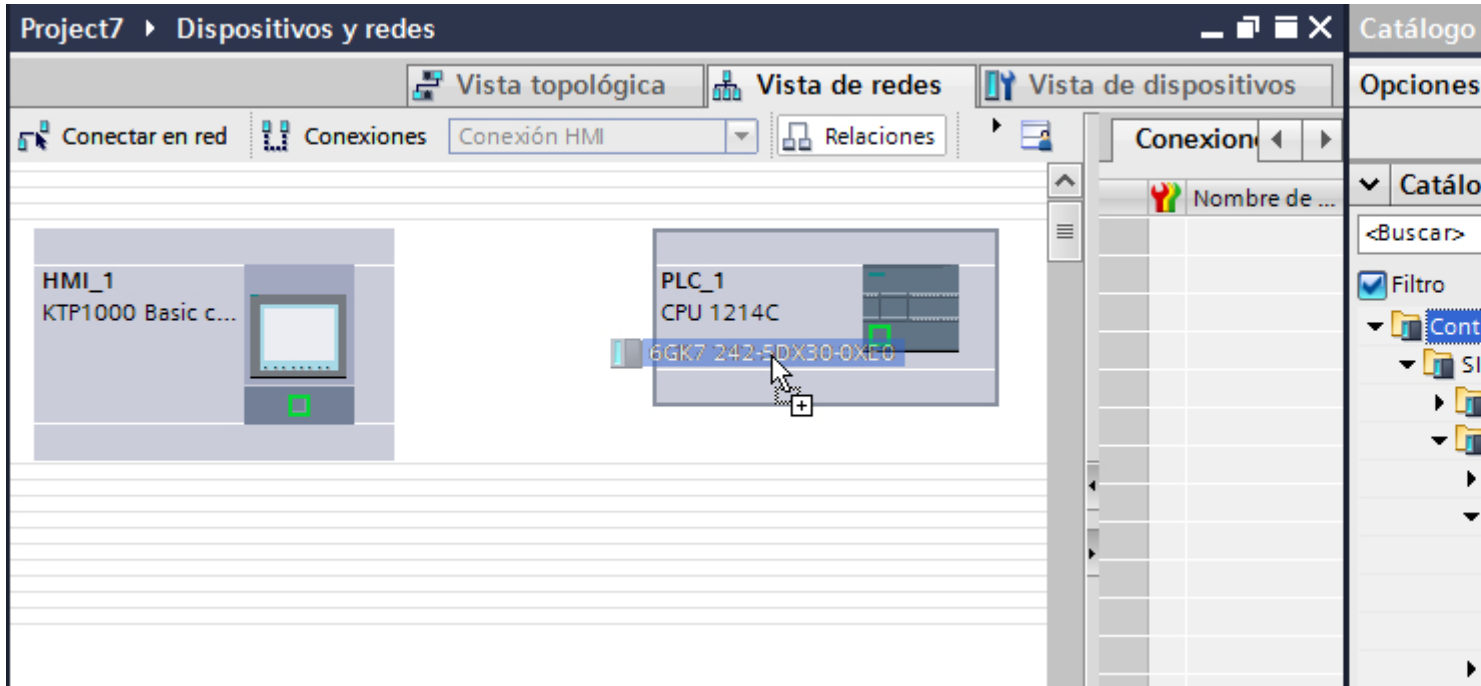 Project7 ▸ Dispositivos y redes
Catálogo
Vista topológica
Vista de redes
Vista de dispositivos
Opciones
Conectar en red
Conexiones
Conexión HMI
Relaciones
Conexion
Catálo
Nombre de ...
<Buscar>
Filtro
HMI_1
KTP1000 Basic c...
PLC_1
CPU 1214C
6GK7 242-5DX30-0XE0
Cont
SI